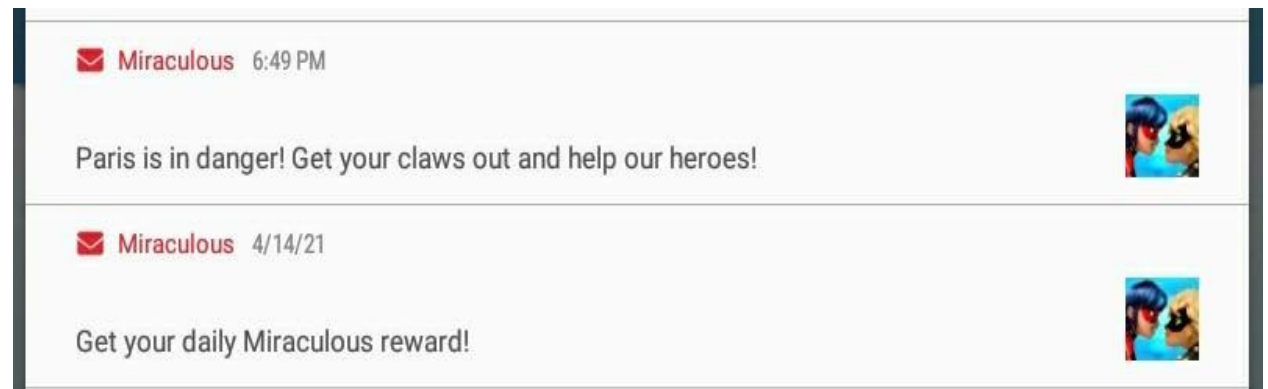 Miraculous 6:49 PM
Paris is in danger! Get your claws out and help our heroes!
Miraculous 4/14/21
Get your daily Miraculous reward!